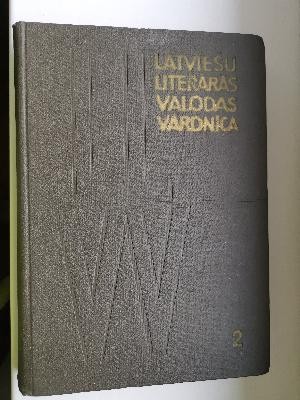 LATVIEŠU
LITERĀRĀS
VALODAS
VĀRDNĪCA
2